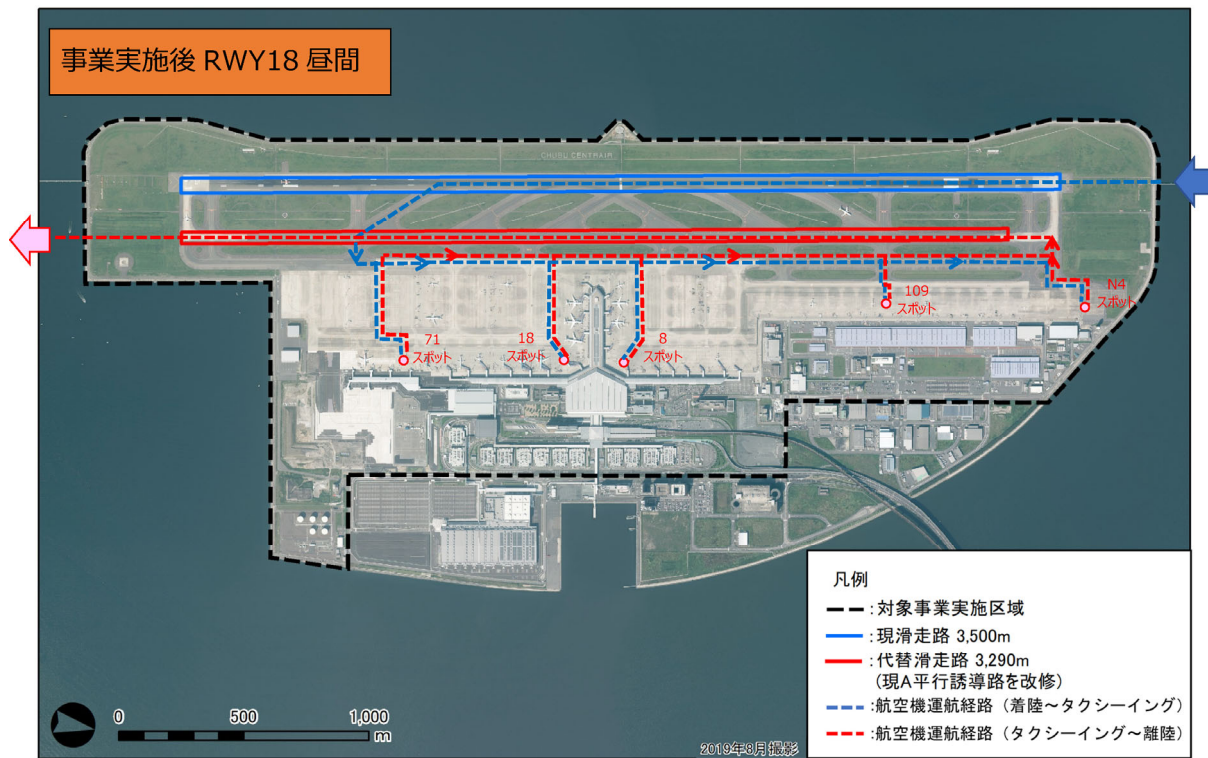 事業実施後 RWY18 昼間
CHUBU CENTRAIR
71
スポット
18
スポット
8
スポット
109
スポット
N4
スポット
凡例
:対象事業実施区域
:現滑走路 3,500m
:代替滑走路 3,290m
(現A平行誘導路を改修)
:航空機運航経路(着陸~タクシーイング)
:航空機運航経路(タクシーイング~離陸)
0 500 1,000
m
2019年8月撮影